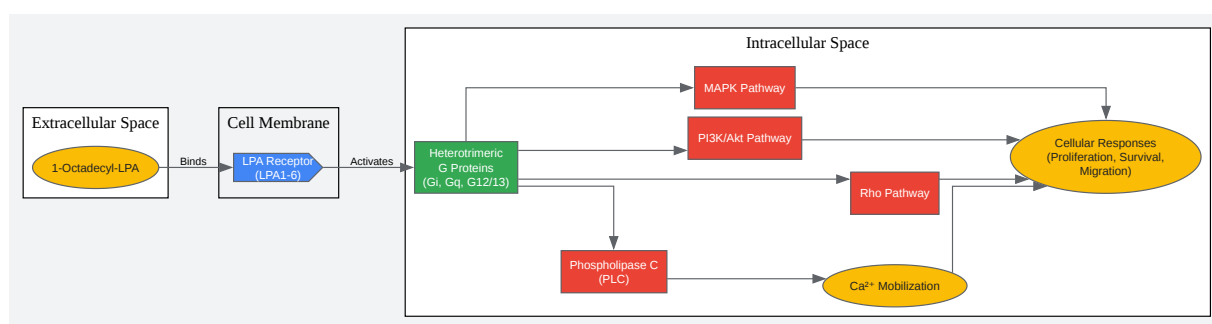 Intracellular Space
Extracellular Space
1-Octadecyl-LPA
Binds
Cell Membrane
LPA Receptor
(LPA1-6)
Activates
Heterotrimeric
G Proteins
(Gi, Gq, G12/13)
MAPK Pathway
PI3K/Akt Pathway
Rho Pathway
Phospholipase C
(PLC)
Ca²⁺ Mobilization
Cellular Responses
(Proliferation, Survival,
Migration)